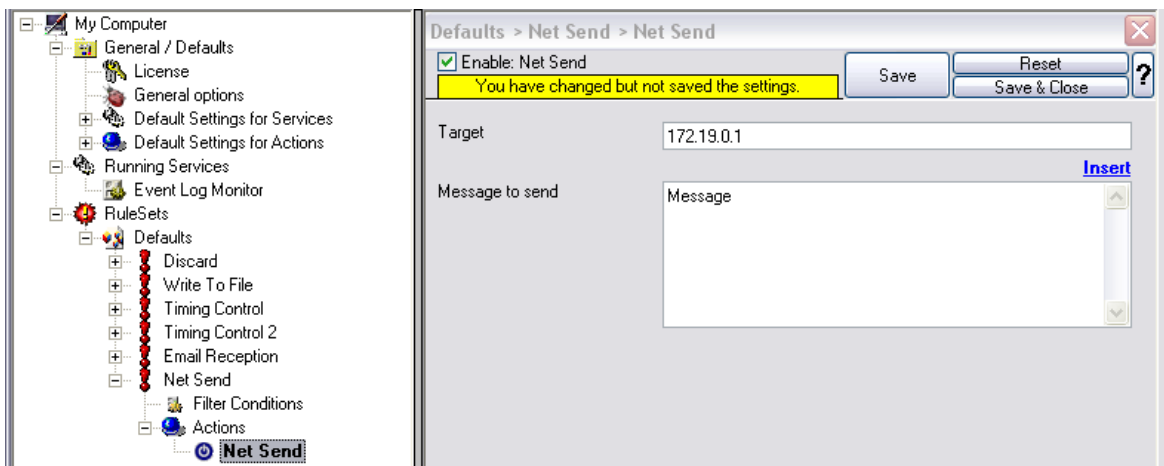 My Computer
General / Defaults
License
General options
Default Settings for Services
Default Settings for Actions
Running Services
Event Log Monitor
RuleSets
Defaults
Discard
Write To File
Timing Control
Timing Control 2
Email Reception
Net Send
Filter Conditions
Actions
Net Send
Defaults > Net Send > Net Send
Enable: Net Send
You have changed but not saved the settings.
Save
Reset
Save & Close
?
Target
172.19.0.1
Insert
Message to send
Message